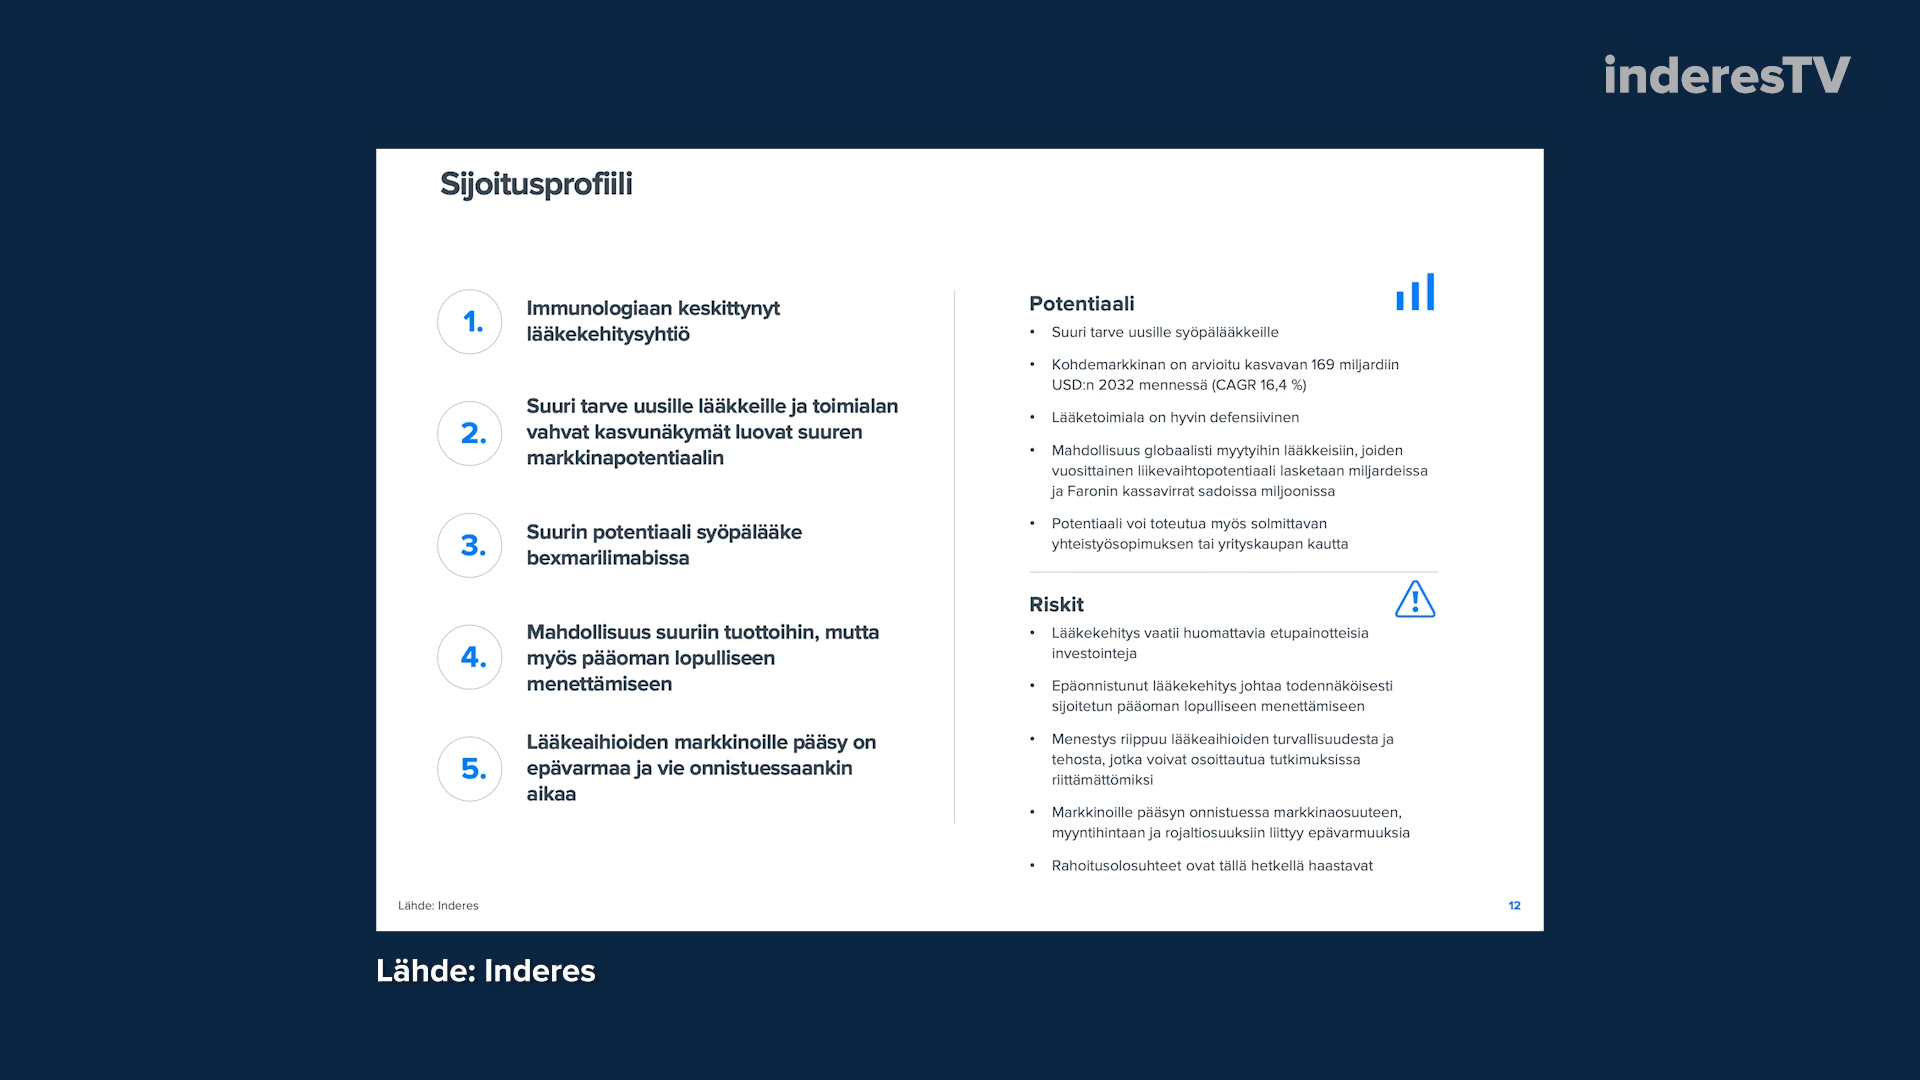 inderesTV
Sijoitusprofiili
1.
Immunologiaan keskittynyt
lääkekehitysyhtiö
2.
Suuri tarve uusille lääkkeille ja toimialan
vahvat kasvunäkymät luovat suuren
markkinapotentiaalin
3.
Suurin potentiaali syöpälääke
bexmarilimabissa
4.
Mahdollisuus suuriin tuottoihin, mutta
myös pääoman lopulliseen
menettämiseen
5.
Lääkeaihioiden markkinoille pääsy on
epävarmaa ja vie onnistuessaankin
aikaa
Potentiaali
• Suuri tarve uusille syöpälääkkeille
• Kohdemarkkinan on arvioitu kasvavan 169 miljardiin
USD:n 2032 mennessä (CAGR 16,4 %)
• Lääketoimiala on hyvin defensiivinen
• Mahdollisuus globaalisti myytyihin lääkkeisiin, joiden
vuosittainen liikevaihtopotentiaali lasketaan miljardeissa
ja Faronin kassavirrat sadoissa miljoonissa
• Potentiaali voi toteutua myös solmittavan
yhteistyösopimuksen tai yrityskaupan kautta
Riskit
• Lääkekehitys vaatii huomattavia etupainotteisia
investointeja
• Epäonnistunut lääkekehitys johtaa todennäköisesti
sijoitetun pääoman lopulliseen menettämiseen
• Menestys riippuu lääkeaihioiden turvallisuudesta ja
tehosta, jotka voivat osoittautua tutkimuksissa
riittämättömiksi
• Markkinoille pääsyn onnistuessa markkinaosuuteen,
myyntihintaan ja rojaltiosuuksiin liittyy epävarmuuksia
• Rahoitusolosuhteet ovat tällä hetkellä haastavat
Lähde: Inderes
12
Lähde: Inderes